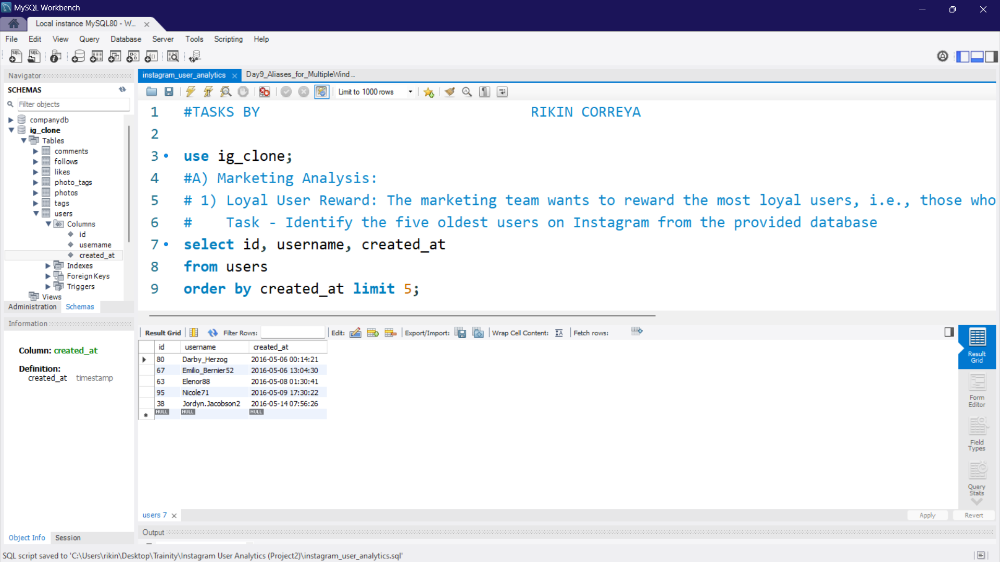 MySQL Workbench
Local instance MySQL80 - W...
File Edit View Query Database Server Tools Scripting Help
Navigator
SCHEMAS
Filter objects
companydb
ig_clone
Tables
comments
follows
likes
photo_tags
photos
tags
users
Columns
id
username
created_at
Indexes
Foreign Keys
Triggers
Views
Administration Schemas
Information
Column: created_at
Definition:
created_at timestamp
Object Info Session
instagram_user_analytics Day9_Aliases_for_MultipleWind...
Limit to 1000 rows
1 #TASKS BY RIKIN CORREYA
2
3 use ig_clone;
4 #A) Marketing Analysis:
5 # 1) Loyal User Reward: The marketing team wants to reward the most loyal users, i.e., those who
6 # Task - Identify the five oldest users on Instagram from the provided database
7 select id, username, created_at
8 from users
9 order by created_at limit 5;
Result Grid Filter Rows: Edit: Export/Import: Wrap Cell Content: Fetch rows:
id username created_at
80 Darby_Herzog 2016-05-06 00:14:21
67 Emilio_Bernier52 2016-05-06 13:04:30
63 Elenor88 2016-05-08 01:30:41
95 Nicole71 2016-05-09 17:30:22
38 Jordyn.Jacobson2 2016-05-14 07:56:26
NULL NULL NULL
Result
Grid
Form
Editor
Field
Types
Query
Stats
users 7
Apply Revert
Output
SQL script saved to 'C:\Users\rikin\Desktop\Trainity\Instagram User Analytics (Project2)\instagram_user_analytics.sql'